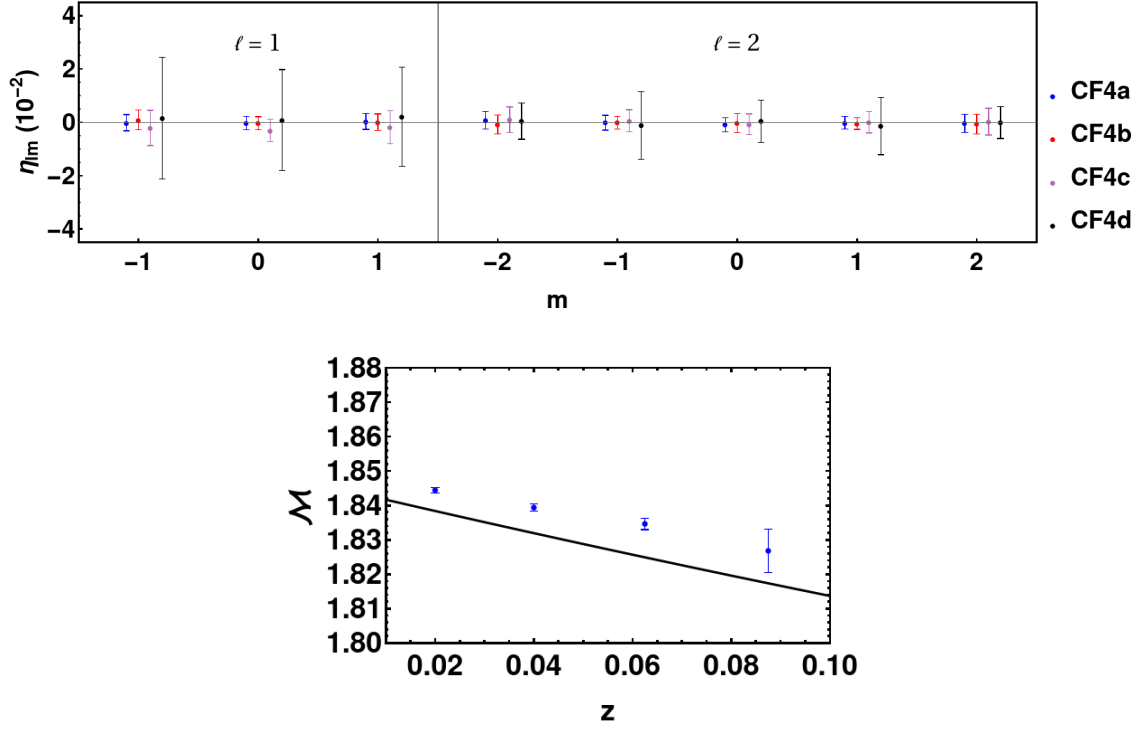 4
2
0
−2
−4
ηlm (10⁻²)
ℓ = 1
ℓ = 2
−1 0 1 −2 −1 0 1 2
m
CF4a
CF4b
CF4c
CF4d
1.88
1.87
1.86
1.85
1.84
1.83
1.82
1.81
1.80
ℳ
0.02 0.04 0.06 0.08 0.10
z